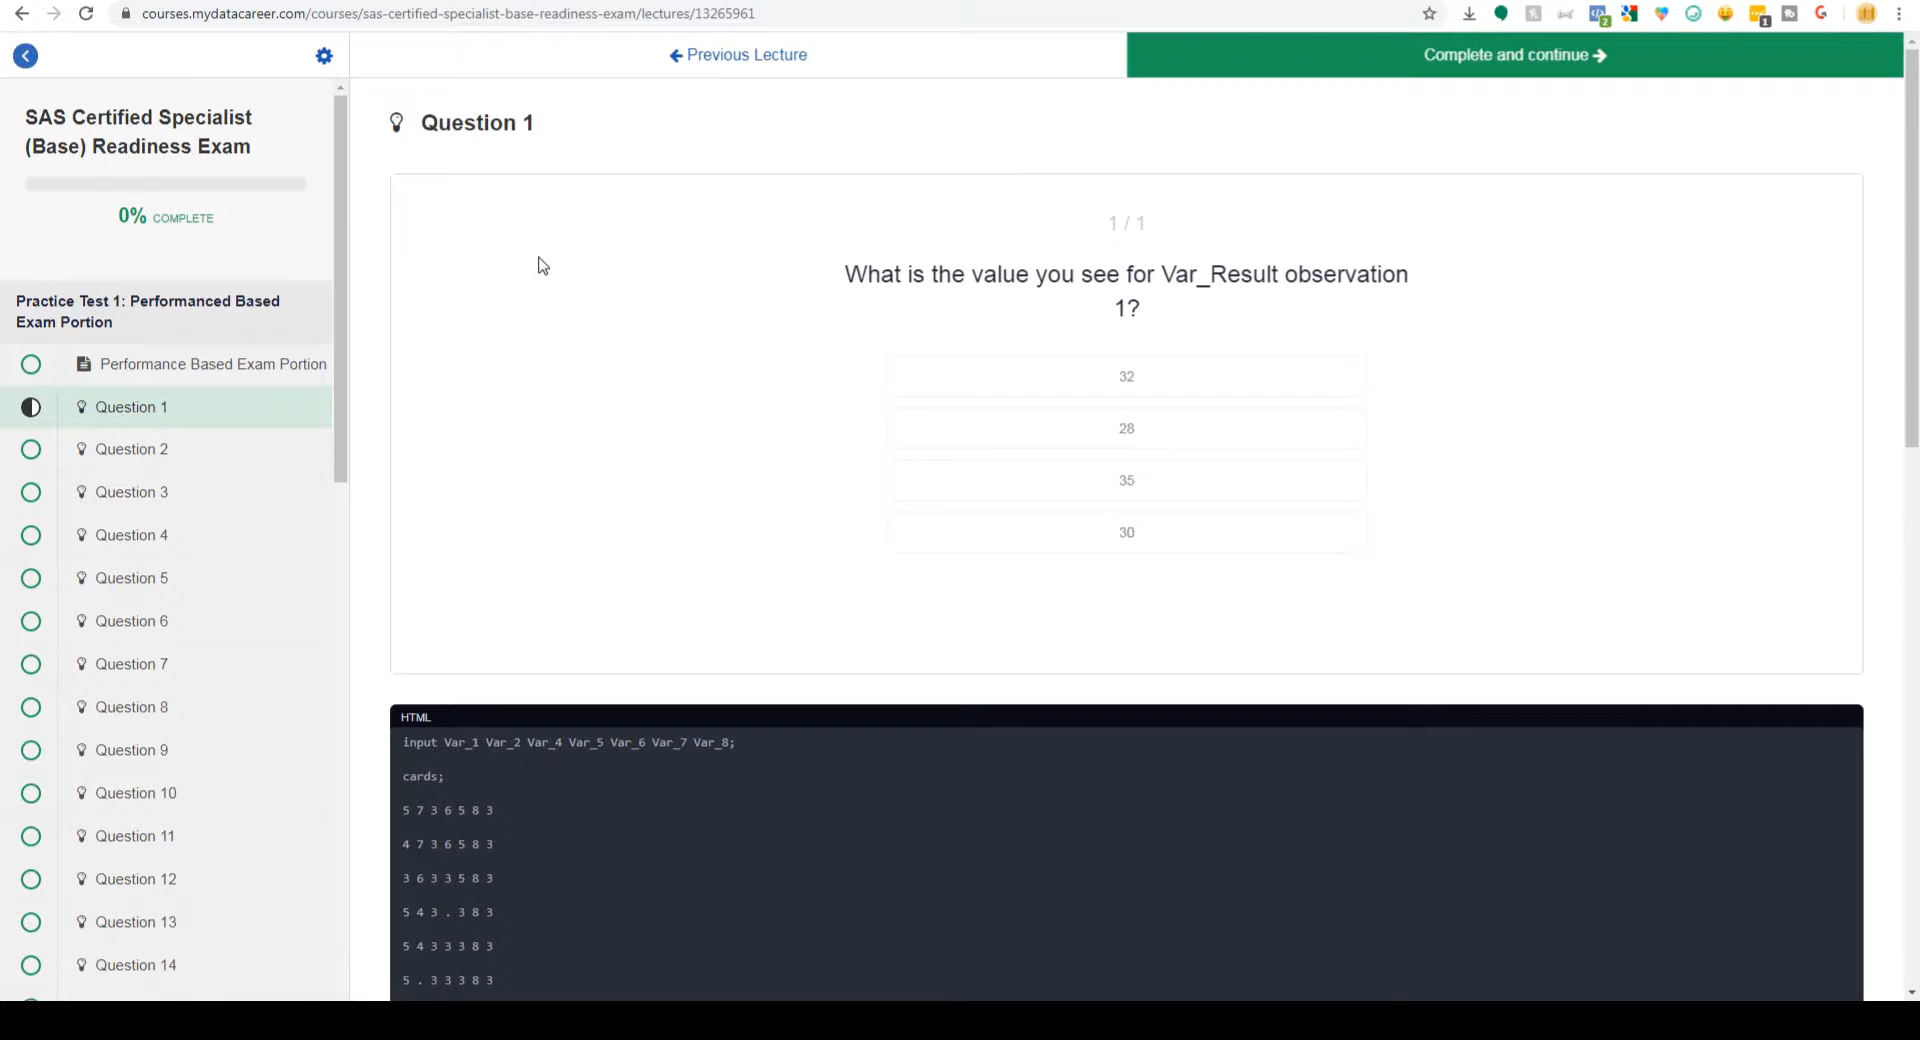 courses.mydatacareer.com/courses/sas-certified-specialist-base-readiness-exam/lectures/13265961
Previous Lecture
Complete and continue
SAS Certified Specialist
(Base) Readiness Exam
0% COMPLETE
Practice Test 1: Performanced Based
Exam Portion
Performance Based Exam Portion
Question 1
Question 2
Question 3
Question 4
Question 5
Question 6
Question 7
Question 8
Question 9
Question 10
Question 11
Question 12
Question 13
Question 14
Question 1
1 / 1
What is the value you see for Var_Result observation
1?
32
28
35
30
HTML
input Var_1 Var_2 Var_4 Var_5 Var_6 Var_7 Var_8;
cards;
5 7 3 6 5 8 3
4 7 3 6 5 8 3
3 6 3 3 5 8 3
5 4 3 . 3 8 3
5 4 3 3 3 8 3
5 . 3 3 3 8 3